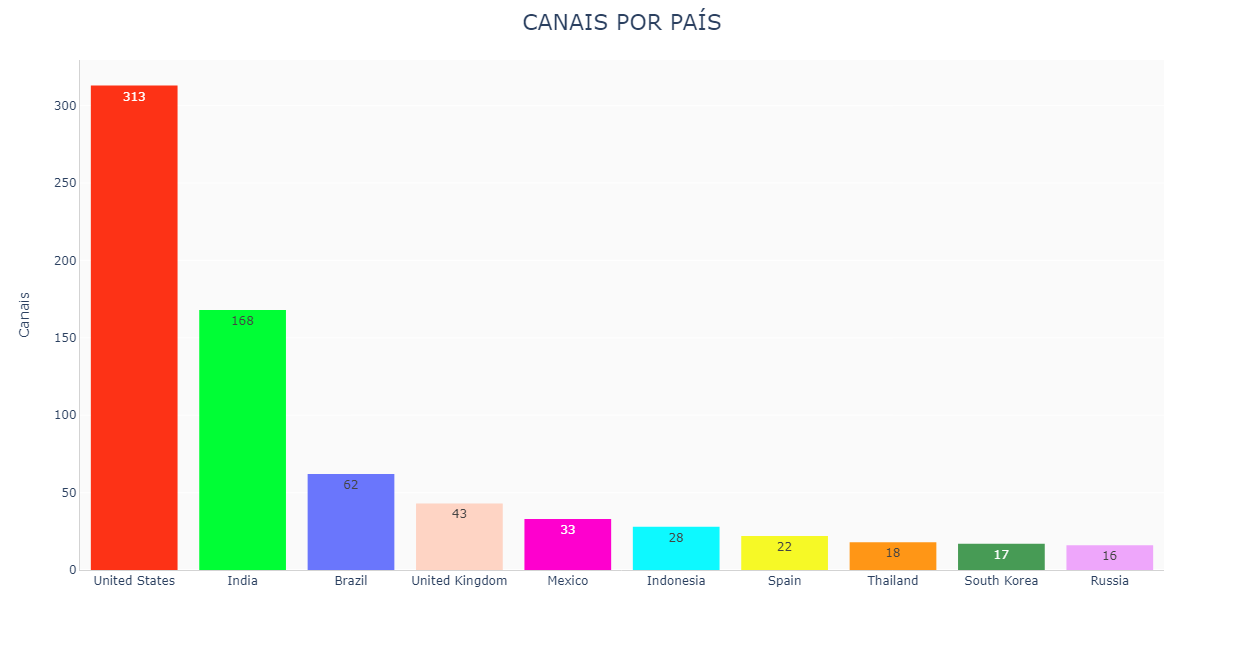 CANAIS POR PAÍS
Canais
300
250
200
150
100
50
0
313
168
62
43
33
28
22
18
17
16
United States
India
Brazil
United Kingdom
Mexico
Indonesia
Spain
Thailand
South Korea
Russia